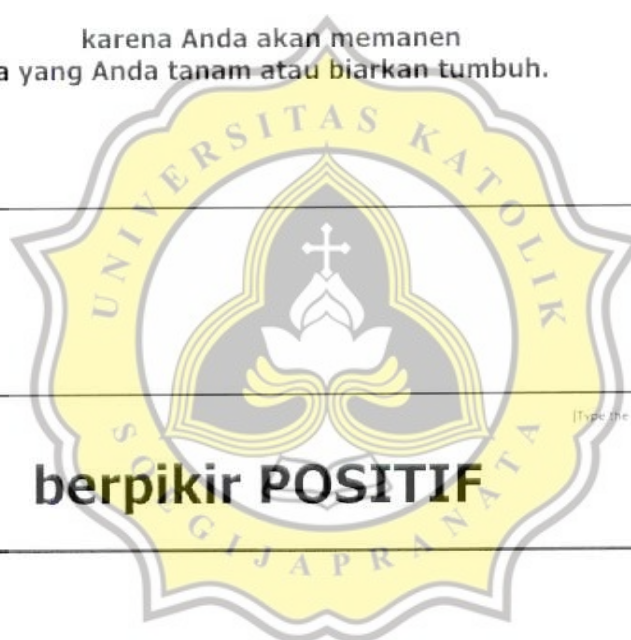 karena Anda akan memanen
a yang Anda tanam atau biarkan tumbuh.
UNIVERSITAS KATOLIK
[Type the
berpikir POSITIF
SOEGIJAPRANATA